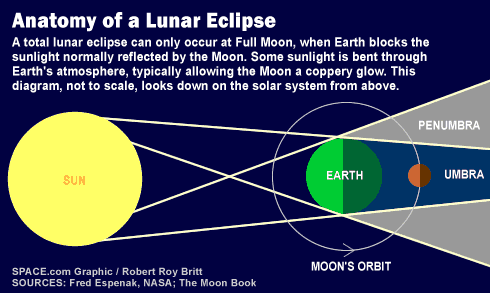 Anatomy of a Lunar Eclipse
A total lunar eclipse can only occur at Full Moon, when Earth blocks the
sunlight normally reflected by the Moon. Some sunlight is bent through
Earth's atmosphere, typically allowing the Moon a coppery glow. This
diagram, not to scale, looks down on the solar system from above.
PENUMBRA
SUN
EARTH
UMBRA
MOON'S ORBIT
SPACE.com Graphic / Robert Roy Britt
SOURCES: Fred Espenak, NASA; The Moon Book